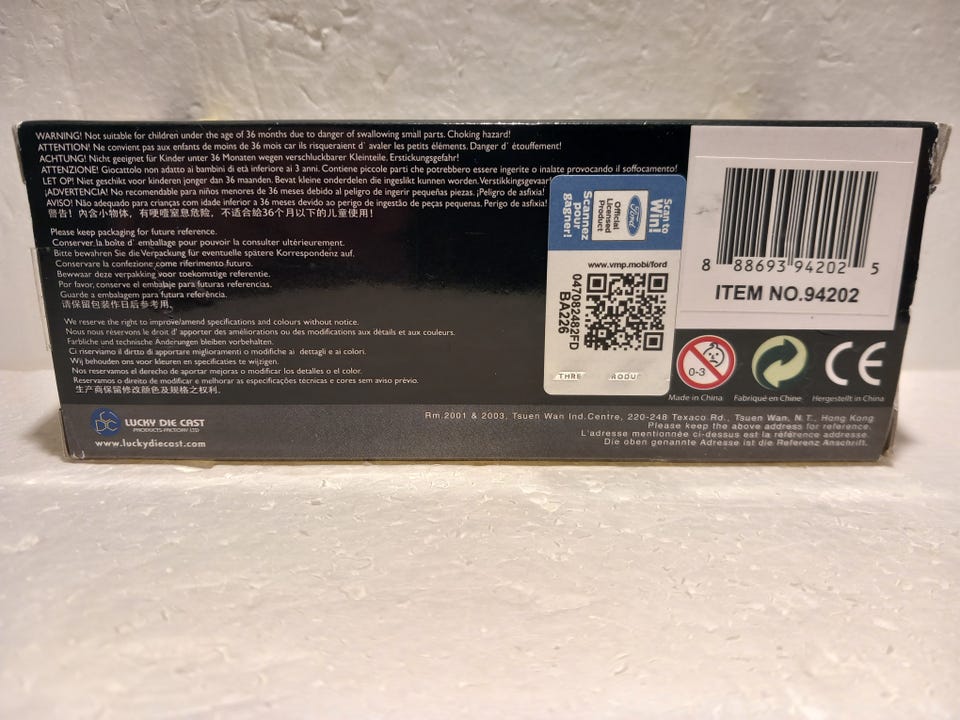 WARNING! Not suitable for children under the age of 36 months due to danger of swallowing small parts. Choking hazard!
ATTENTION! Ne convient pas aux enfants de moins de 36 mois car ils risqueraient d' avaler les petits éléments. Danger d' étouffement!
ACHTUNG! Nicht geeignet für Kinder unter 36 Monaten wegen verschluckbarer Kleinteile. Erstickungsgefahr!
ATTENZIONE! Giocattolo non adatto ai bambini di età inferiore ai 3 anni. Contiene piccole parti che potrebbero essere ingerite o inalate provocando il soffocamento!
LET OP! Niet geschikt voor kinderen jonger dan 36 maanden. Bevat kleine onderdelen die ingeslikt kunnen worden. Verstikkingsgevaar
¡ADVERTENCIA! No recomendable para niños menores de 36 meses debido al peligro de ingerir pequeñas piezas. ¡Peligro de asfixia!
AVISO! Não adequado para crianças com idade inferior a 36 meses devido ao perigo de ingestão de peças pequenas. Perigo de asfixia!
警告! 內含小物体, 有哽噎窒息危險, 不适合給36个月以下的儿童使用!
Please keep packaging for future reference.
Conserver la boîte d' emballage pour pouvoir la consulter ultérieurement.
Bitte bewahren Sie die Verpackung für eventuelle spätere Korrespondenz auf.
Conservare la confezione come riferimento futuro.
Bewwaar deze verpakking voor toekomstige referentie.
Por favor, conserve el embalaje para futuras referencias.
Guarde a embalagem para futura referência.
请保留包装作日后参考用。
We reserve the right to improve/amend specifications and colours without notice.
Nous nous réservons le droit d' apporter des améliorations ou des modifications aux détails et aux couleurs.
Farbliche und technische Änderungen bleiben vorbehalten.
Ci riserviamo il dirtto di aportare miglioramenti o modifiche ai dettagli e ai colori.
Wij behouden ons voor kleuren en specificaties te wijzigen.
Nos reservamos el derecho de aportar mejoras o modificar los detalles o el color.
Reservamos o direito de modificar e melhorar as especificações técnicas e cores sem aviso prévio.
生产商保留修改颜色及规格之权利.
Scan to Win!
Scannez pour gagner!
Ford
Official Licensed Product
www.vmp.mobi/ford
047082482FD
BA226
8 88693 94202 5
ITEM NO.94202
0-3
CE
Made in China Fabriqué en Chine Hergestellt in China
LDC
LUCKY DIE CAST
PRODUCTS FACTORY LTD
www.luckydiecast.com
Rm.2001 & 2003, Tsuen Wan Ind.Centre, 220-248 Texaco Rd., Tsuen Wan, N.T., Hong Kong
Please keep the above address for reference.
L'adresse mentionnée ci-dessus est la référence addresse.
Die oben genannte Adresse ist die Referenz Anschrift.